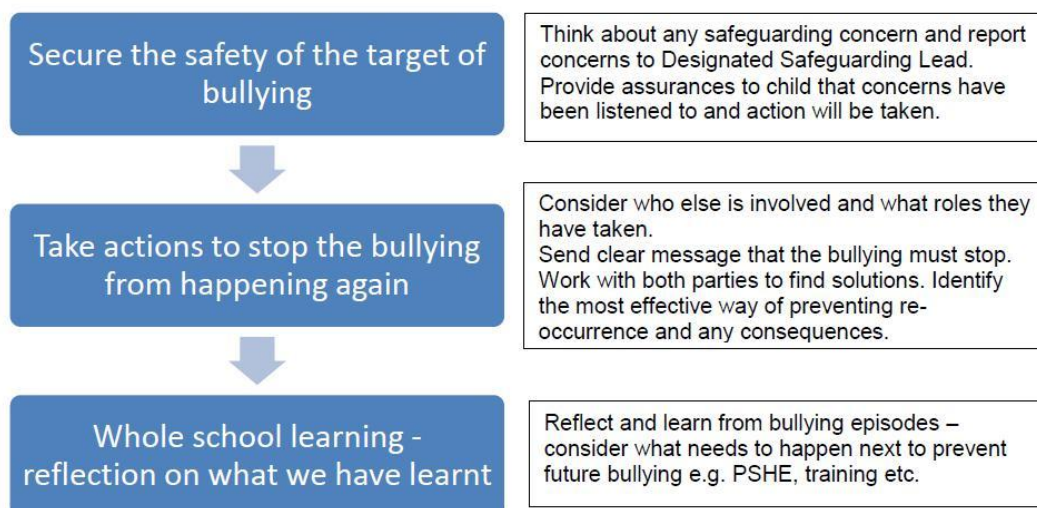 Secure the safety of the target of
bullying
Think about any safeguarding concern and report
concerns to Designated Safeguarding Lead.
Provide assurances to child that concerns have
been listened to and action will be taken.
Take actions to stop the bullying
from happening again
Consider who else is involved and what roles they
have taken.
Send clear message that the bullying must stop.
Work with both parties to find solutions. Identify
the most effective way of preventing re-
occurrence and any consequences.
Whole school learning -
reflection on what we have learnt
Reflect and learn from bullying episodes –
consider what needs to happen next to prevent
future bullying e.g. PSHE, training etc.